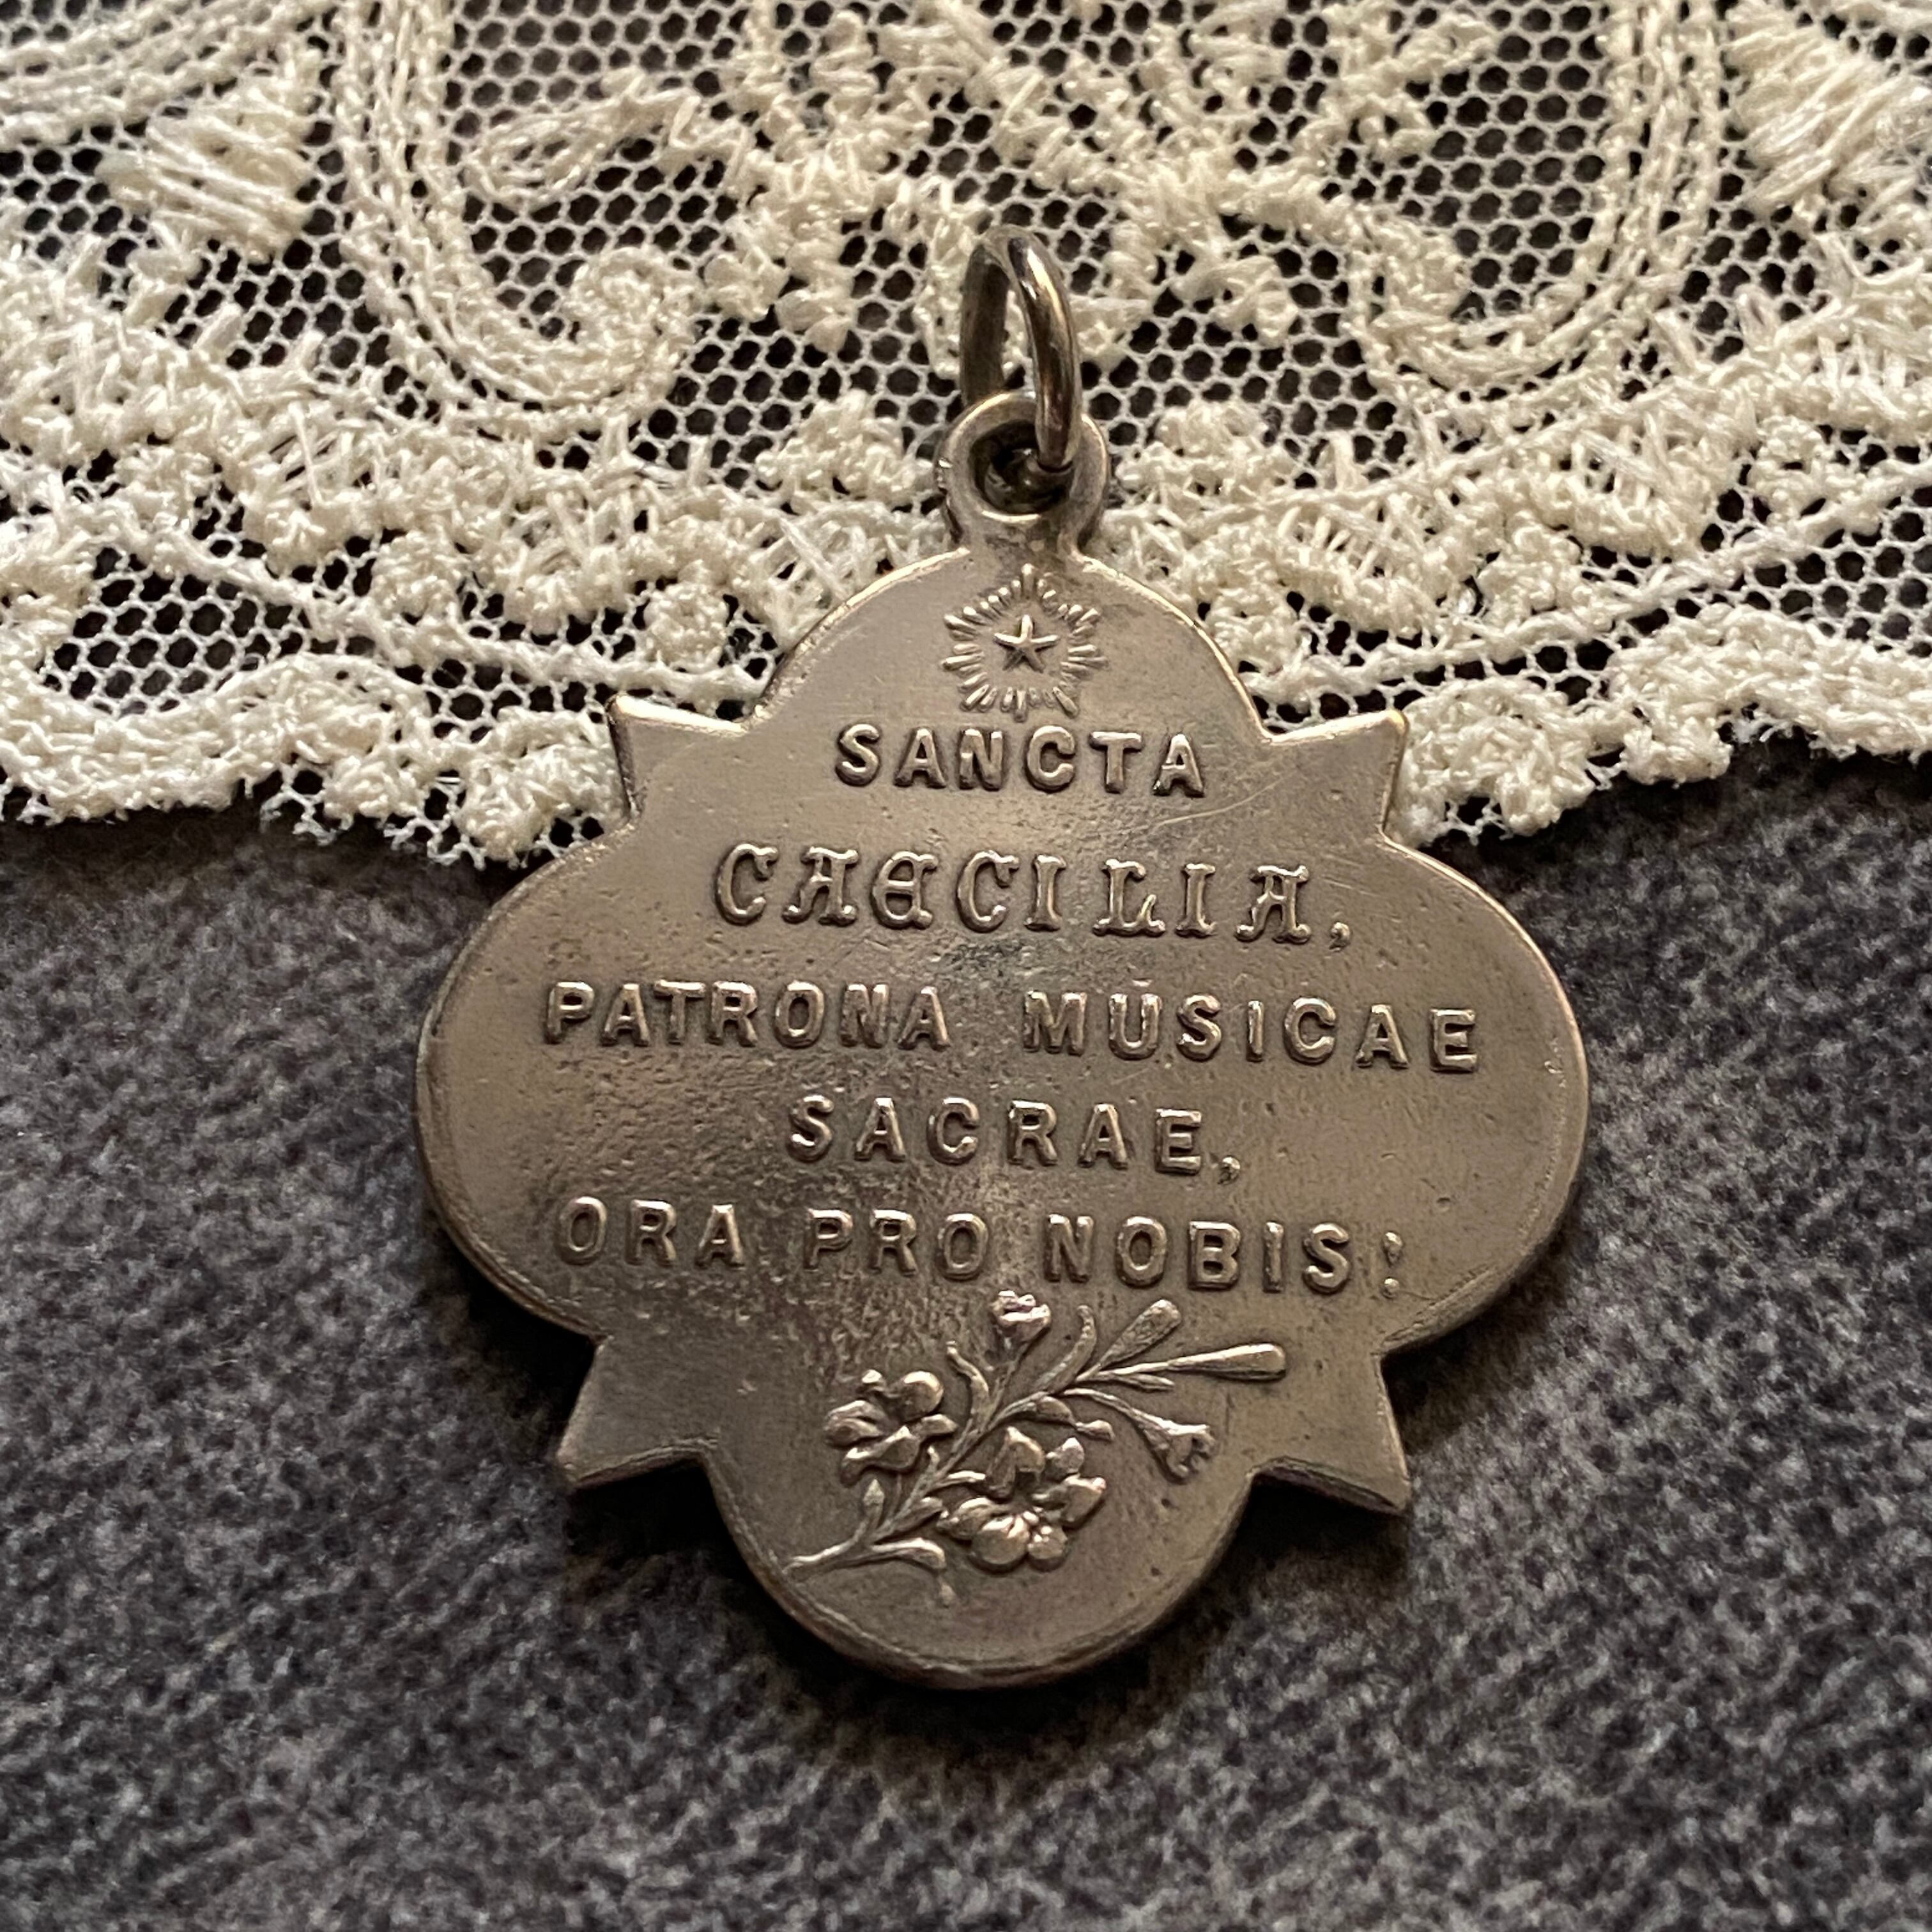 SANCTA
CAECILIA,
PATRONA MUSICAE
SACRAE,
ORA PRO NOBIS!